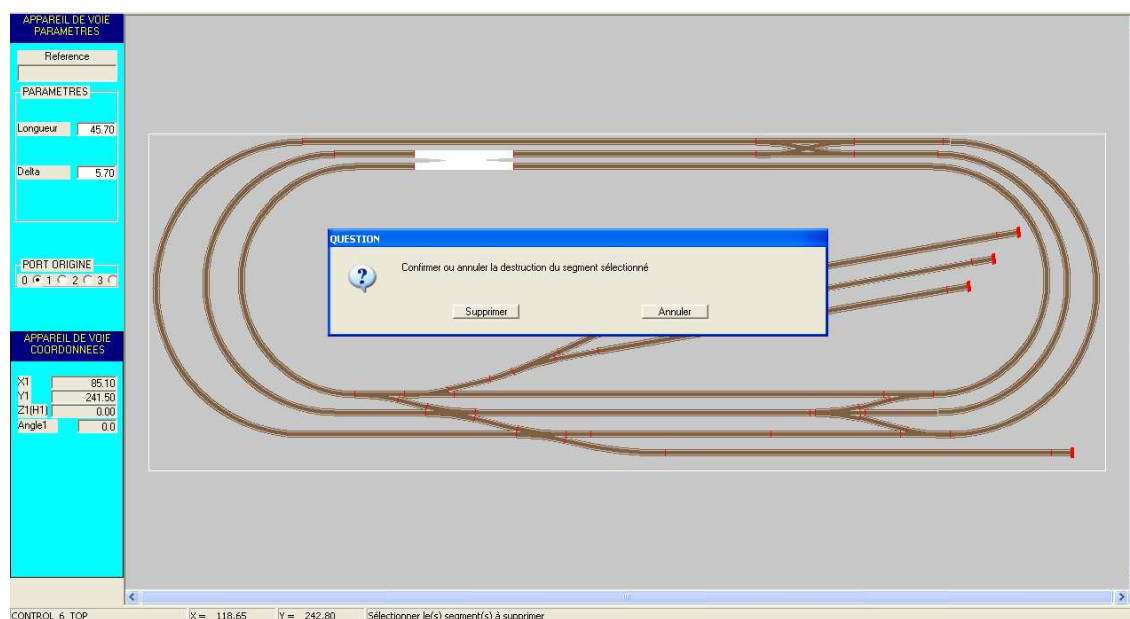 APPAREIL DE VOIE
PARAMETRES
Reference
PARAMETRES
Longueur 45.70
Delta 5.70
PORT ORIGINE
0 1 2 3
APPAREIL DE VOIE
COORDONNEES
X1 85.10
Y1 241.50
Z1(H1) 0.00
Angle1 0.0
QUESTION
Confirmer ou annuler la destruction du segment sélectionné
Supprimer Annuler
CONTROL 6 TOP X = 118.65 Y = 242.80 Sélectionner le(s) segment(s) à supprimer